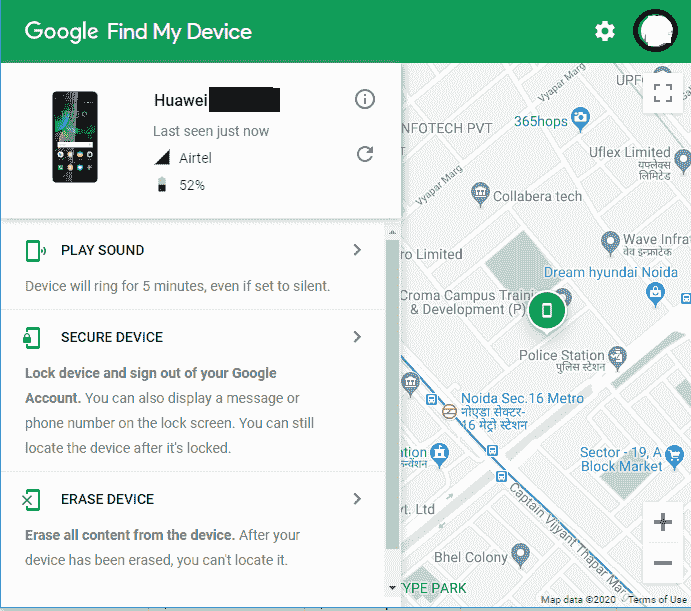 Google Find My Device
Huawei
Last seen just now
Airtel
52%
PLAY SOUND
Device will ring for 5 minutes, even if set to silent.
SECURE DEVICE
Lock device and sign out of your Google
Account. You can also display a message or
phone number on the lock screen. You can still
locate the device after it's locked.
ERASE DEVICE
Erase all content from the device. After your
device has been erased, you can't locate it.
Vyapar Marg
UPF
INFOTECH PVT
365hops
Uflex Limited
यूफ्लेक्स
लिमिटेड
Vyapar Marg
Collabera tech
ro Limited
Wave Infrat
वेव इन्फ्राटेक
Dream hyundai Noida
Croma Campus Traini
& Development (P)
Police Station
पुलिस स्टेशन
Noida Sec.16 Metro
नोएडा सेक्टर-
16 मेट्रो स्टेशन
ation
Sector - 19, A
Block Market
vt. Ltd
Captain Vijyant Thapar Marg
Bhel Colony
YPE PARK
Map data ©2020
Terms of Use